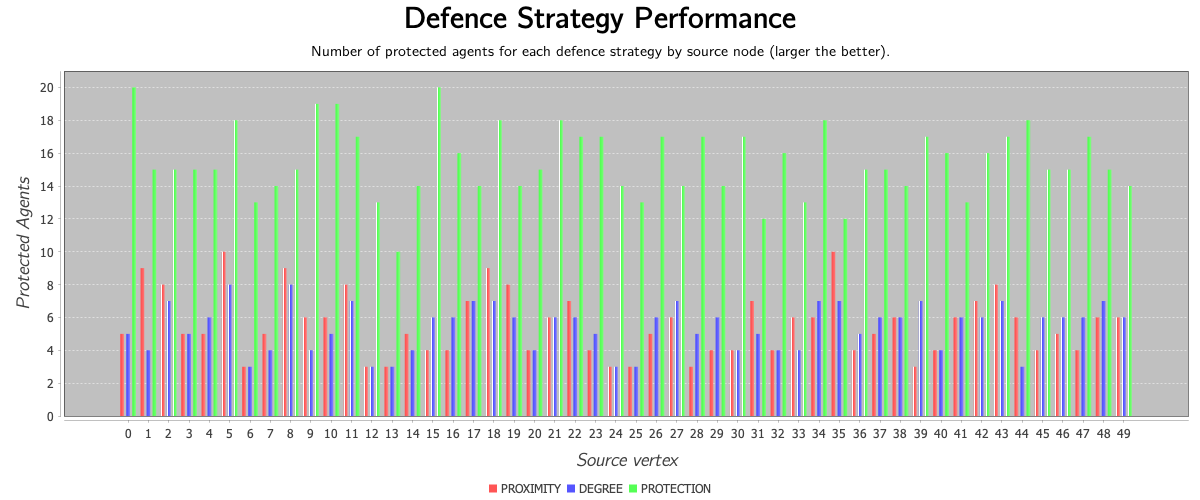 Defence Strategy Performance
Number of protected agents for each defence strategy by source node (larger the better).
20
18
16
14
12
10
8
6
4
2
0
Protected Agents
0 1 2 3 4 5 6 7 8 9 10 11 12 13 14 15 16 17 18 19 20 21 22 23 24 25 26 27 28 29 30 31 32 33 34 35 36 37 38 39 40 41 42 43 44 45 46 47 48 49
Source vertex
PROXIMITY DEGREE PROTECTION